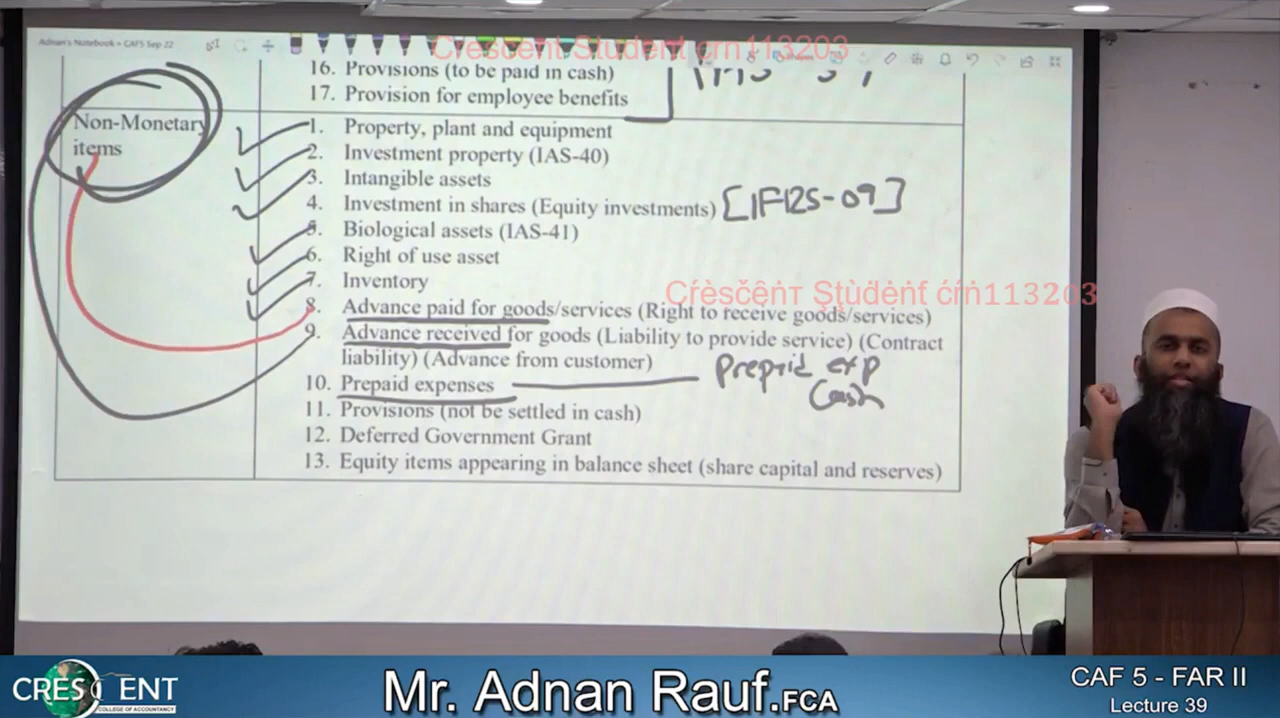 Adnan's Notebook » CAF5 Sep 22
Crescent Student crn113203
16. Provisions (to be paid in cash)
17. Provision for employee benefits
Non-Monetary
items
1. Property, plant and equipment
2. Investment property (IAS-40)
3. Intangible assets
4. Investment in shares (Equity investments) [IFRS-09]
5. Biological assets (IAS-41)
6. Right of use asset
7. Inventory
Crèsčêņт Şţùdėņť ćŕń113203
8. Advance paid for goods/services (Right to receive goods/services)
9. Advance received for goods (Liability to provide service) (Contract
liability) (Advance from customer)
Prepaid exp
Cash
10. Prepaid expenses
11. Provisions (not be settled in cash)
12. Deferred Government Grant
13. Equity items appearing in balance sheet (share capital and reserves)
CRESCENT
COLLEGE OF ACCOUNTANCY
Mr. Adnan Rauf.FCA
CAF 5 - FAR II
Lecture 39